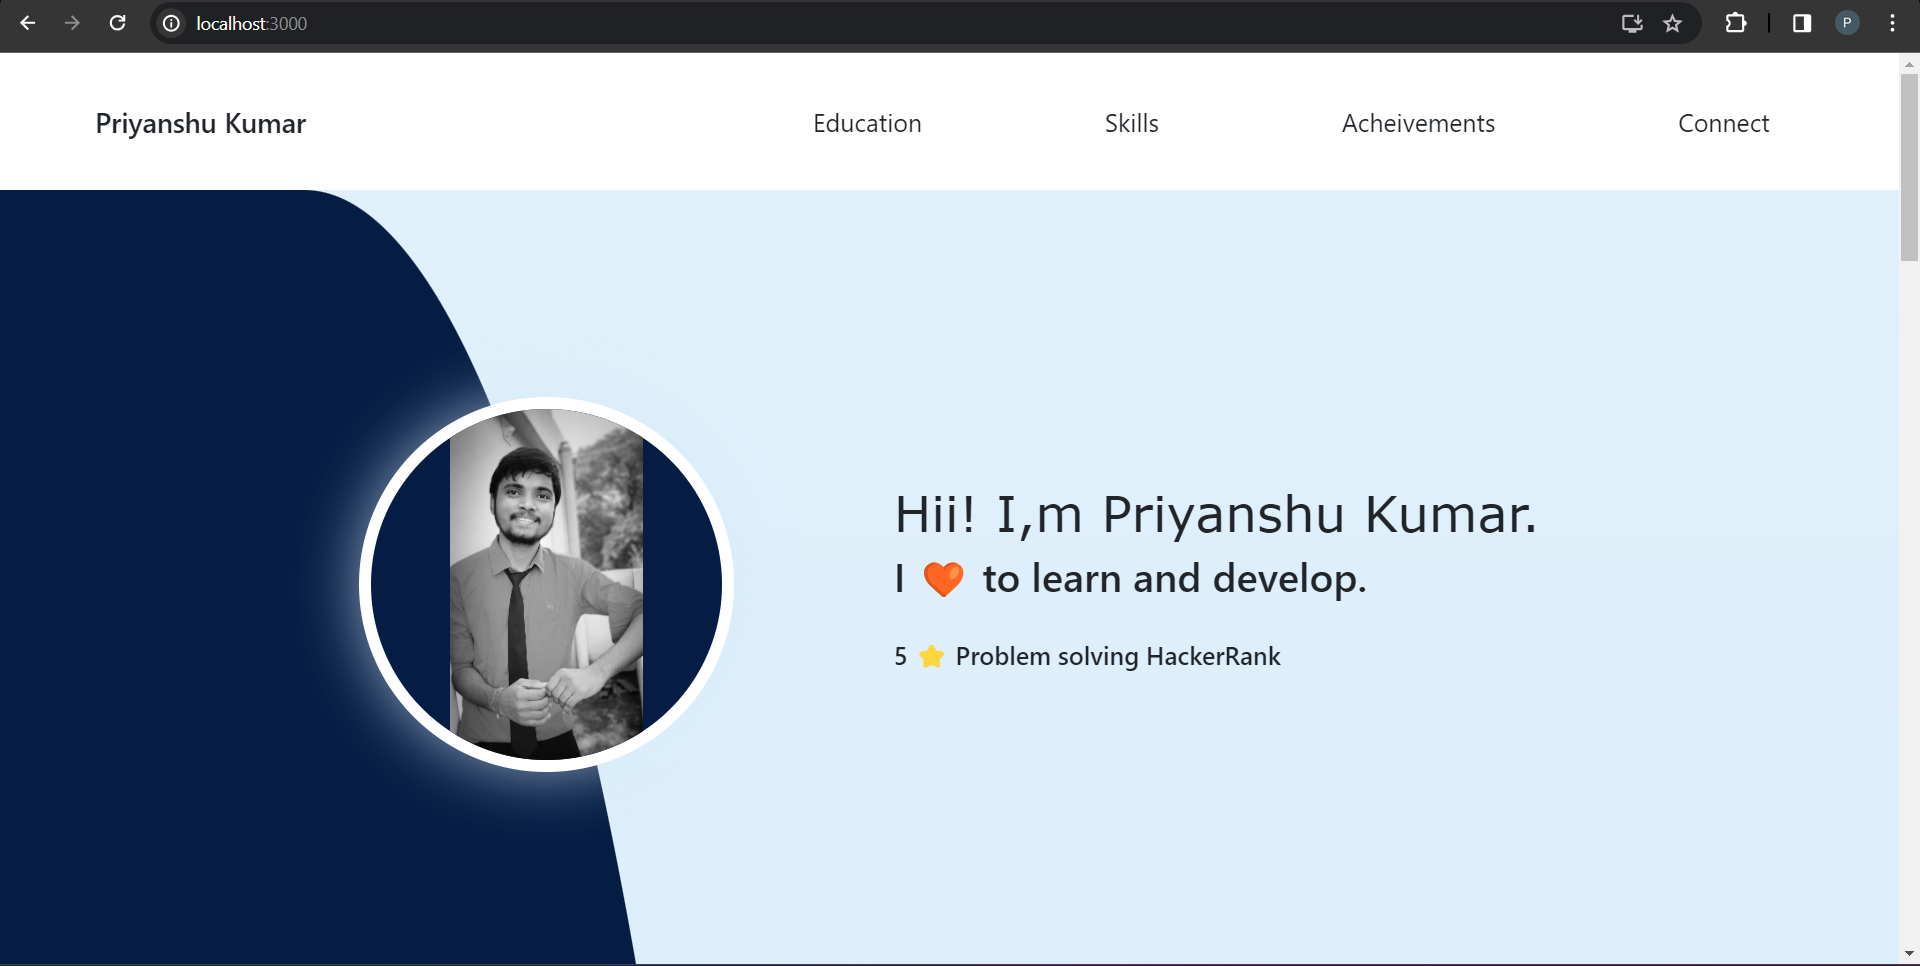 localhost:3000
P
Priyanshu Kumar Education Skills Acheivements Connect
Hii! I,m Priyanshu Kumar.
I 🧡 to learn and develop.
5 ⭐ Problem solving HackerRank